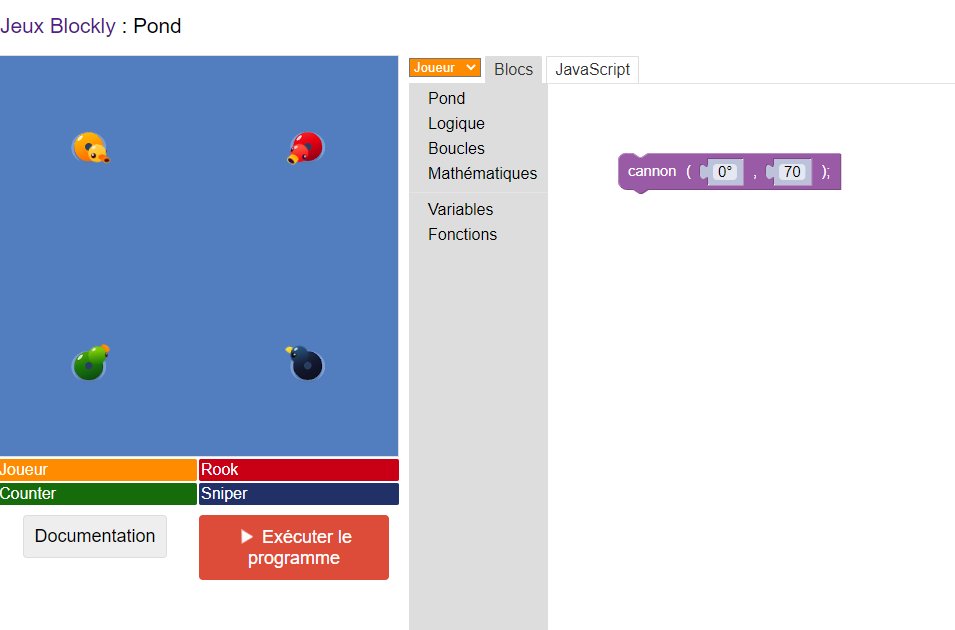 Jeux Blockly : Pond
Joueur
Blocs
JavaScript
Pond
Logique
Boucles
Mathématiques
Variables
Fonctions
cannon ( 0° , 70 );
Joueur
Rook
Counter
Sniper
Documentation
Exécuter le
programme